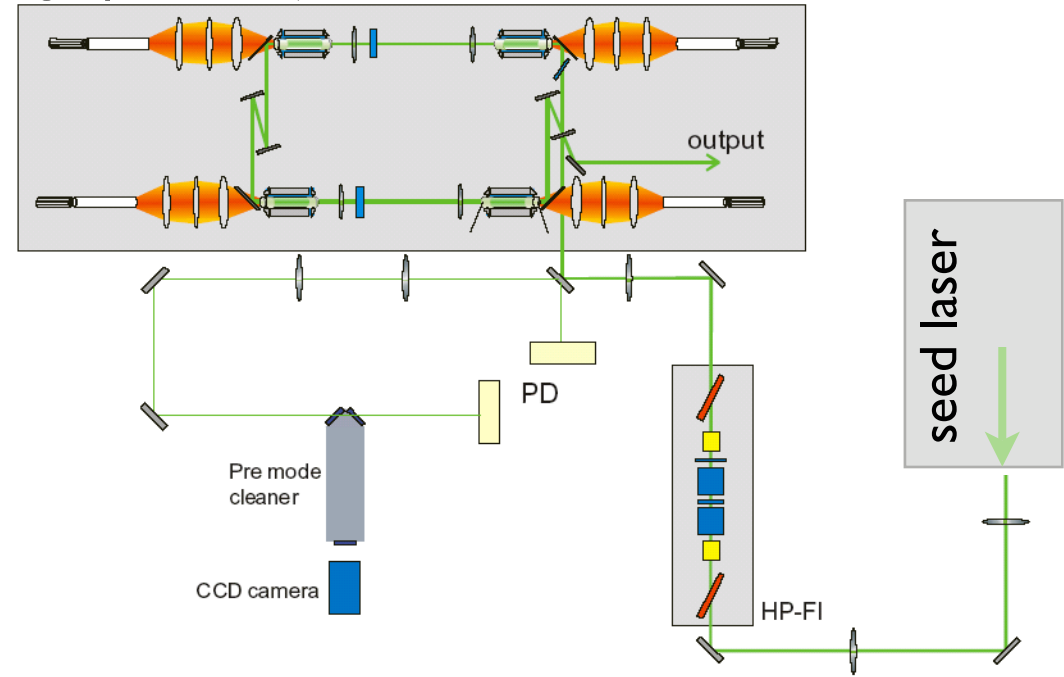 output
seed laser
PD
Pre mode
cleaner
CCD camera
HP-FI